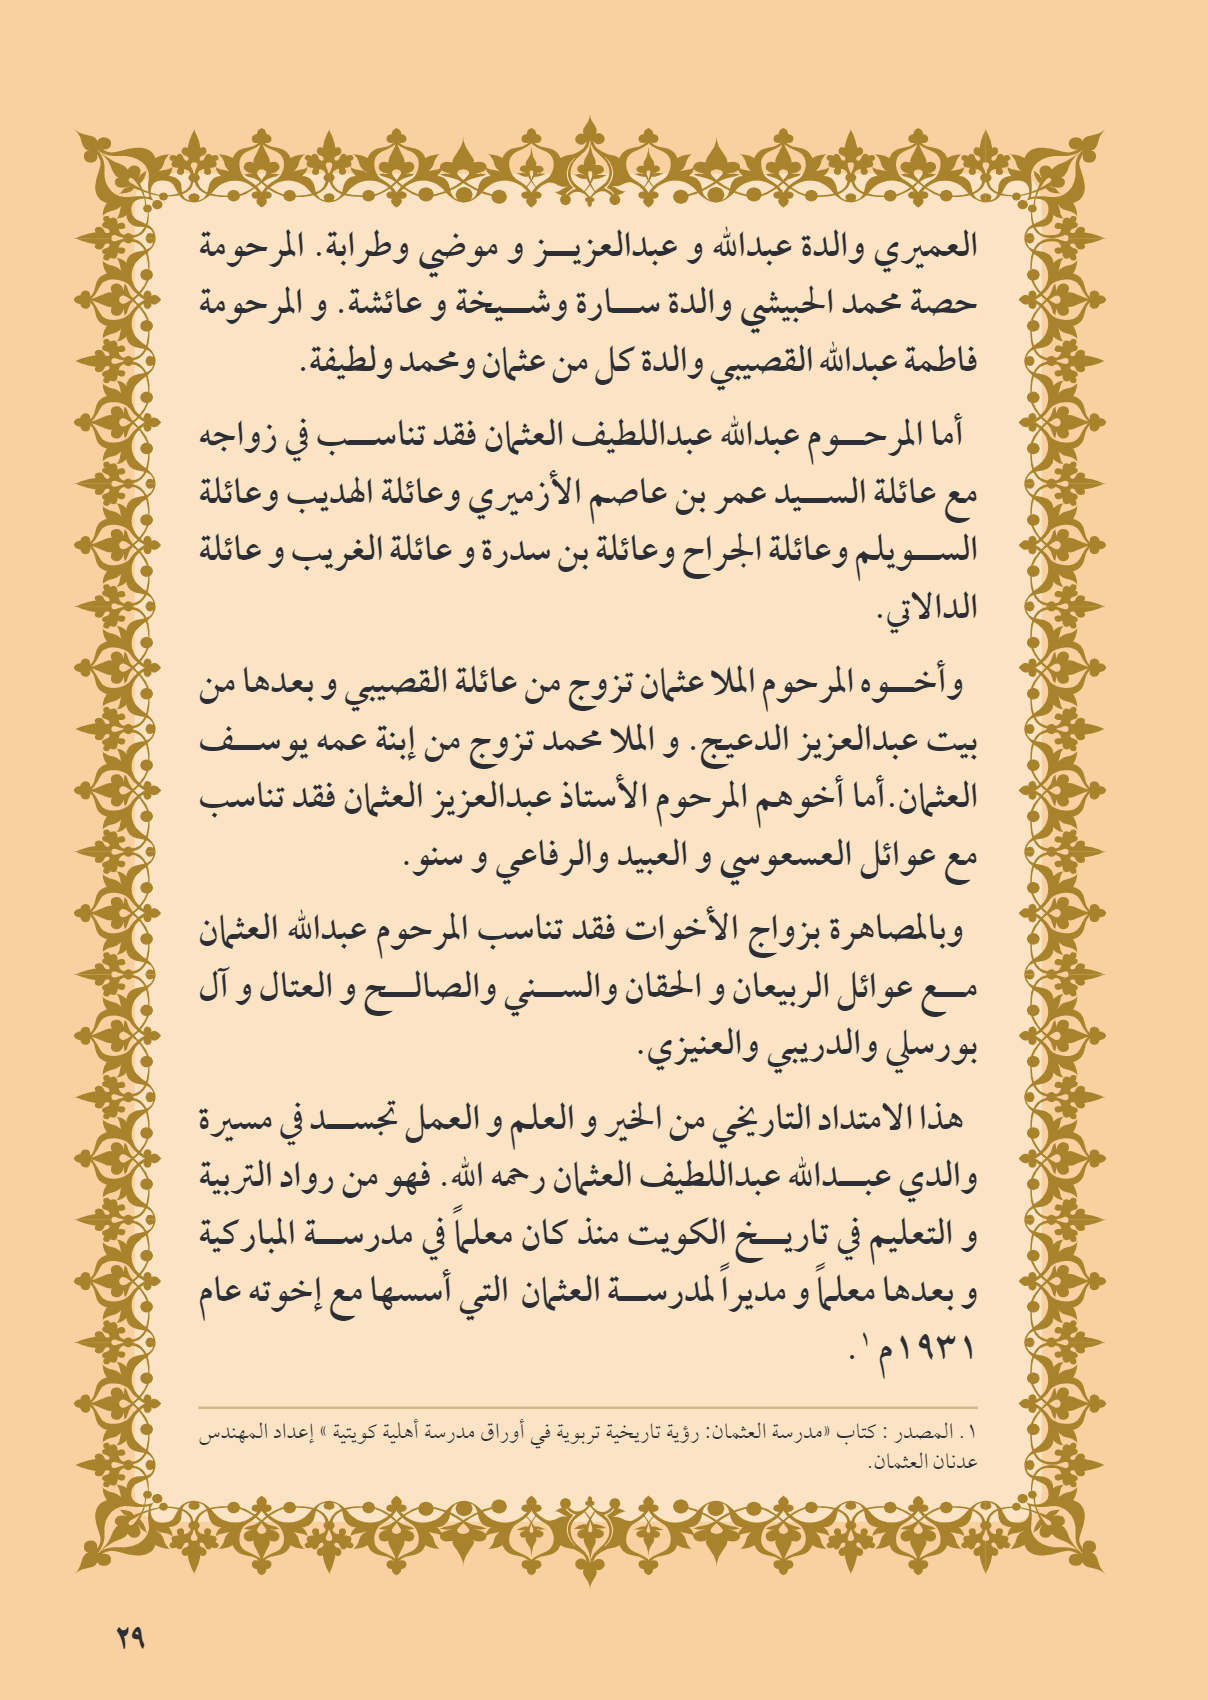 العميري والدة عبدالله و عبدالعزيز و موضي وطرابة. المرحومة
حصة محمد الحبيشي والدة سارة وشيخة و عائشة. و المرحومة
فاطمة عبدالله القصيبي والدة كل من عثمان ومحمد ولطيفة.
أما المرحوم عبدالله عبداللطيف العثمان فقد تناسب في زواجه
مع عائلة السيد عمر بن عاصم الأزميري وعائلة الهديب وعائلة
السويلم وعائلة الجراح وعائلة بن سدرة و عائلة الغريب و عائلة
الدالاتي.
وأخوه المرحوم الملا عثمان تزوج من عائلة القصيبي و بعدها من
بيت عبدالعزيز الدعيج. و الملا محمد تزوج من إبنة عمه يوسف
العثمان.أما أخوهم المرحوم الأستاذ عبدالعزيز العثمان فقد تناسب
مع عوائل العسعوسي و العبيد والرفاعي و سنو.
وبالمصاهرة بزواج الأخوات فقد تناسب المرحوم عبدالله العثمان
مع عوائل الربيعان و الحقان والسني والصالح و العتال و آل
بورسلي والدريبي والعنيزي.
هذا الامتداد التاريخي من الخير و العلم و العمل تجسد في مسيرة
والدي عبدالله عبداللطيف العثمان رحمه الله. فهو من رواد التربية
و التعليم في تاريخ الكويت منذ كان معلماً في مدرسة المباركية
و بعدها معلماً و مديراً لمدرسة العثمان التي أسسها مع إخوته عام
١٩٣١م ١.
١. المصدر : كتاب «مدرسة العثمان: رؤية تاريخية تربوية في أوراق مدرسة أهلية كويتية » إعداد المهندس
عدنان العثمان.
٢٩